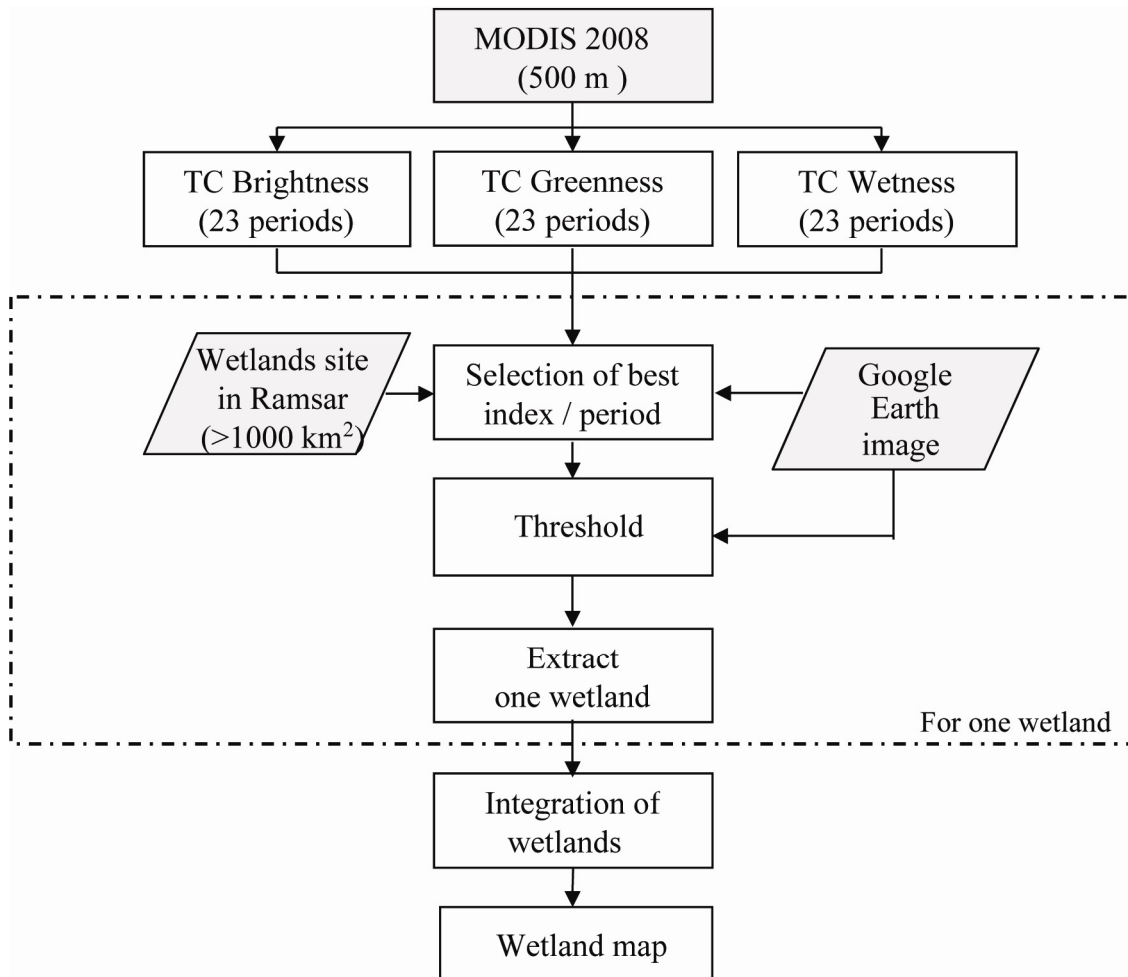 MODIS 2008
(500 m )
TC Brightness
(23 periods)
TC Greenness
(23 periods)
TC Wetness
(23 periods)
Wetlands site
in Ramsar
(>1000 km²)
Selection of best
index / period
Google
Earth
image
Threshold
Extract
one wetland
For one wetland
Integration of
wetlands
Wetland map